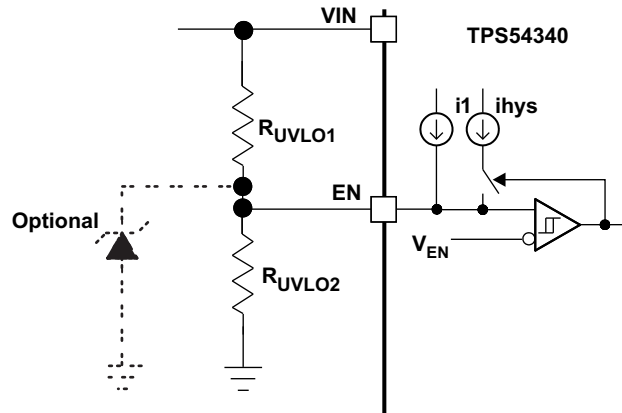 VIN
TPS54340
i1 ihys
RUVLO1
EN
Optional
VEN
RUVLO2